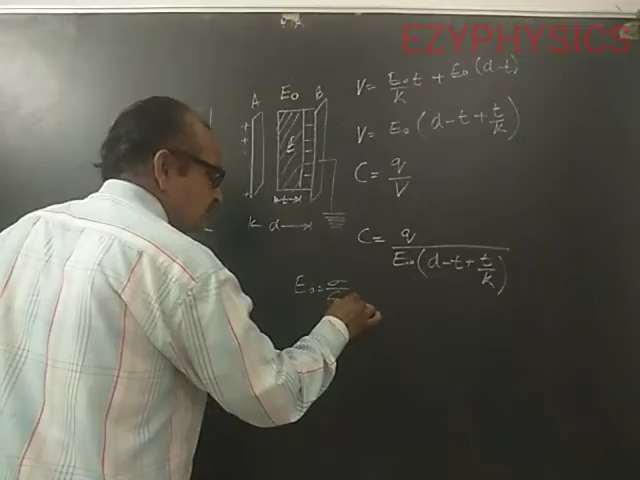 EZYPHYSICS
V = E₀t/k + E₀(d-t)
E₀
A B
V = E₀ (d-t+t/k)
E
C = q/V
t
d
C = q/E₀(d-t+t/k)
E₀ = σ/